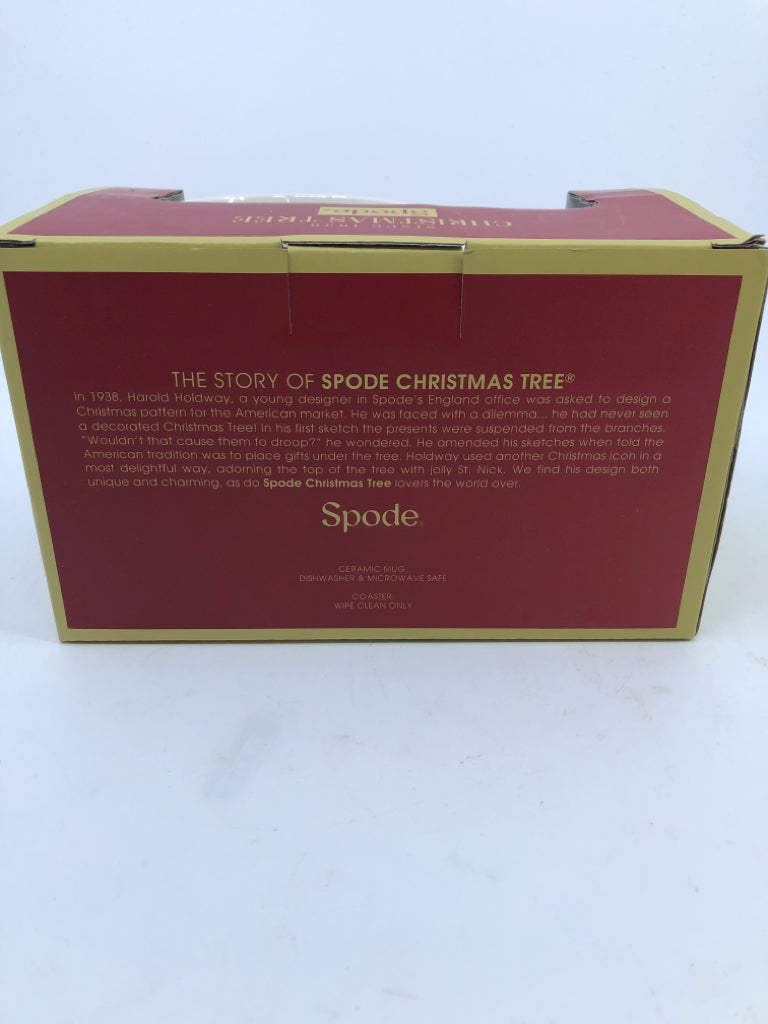 Spode
SINCE 1938
CHRISTMAS TREE
THE STORY OF SPODE CHRISTMAS TREE®
In 1938, Harold Holdway, a young designer in Spode's England office was asked to design a
Christmas pattern for the American market. He was faced with a dilemma... he had never seen
a decorated Christmas Tree! In his first sketch the presents were suspended from the branches.
"Wouldn't that cause them to droop?" he wondered. He amended his sketches when told the
American tradition was to place gifts under the tree. Holdway used another Christmas icon in a
most delightful way, adorning the top of the tree with jolly St. Nick. We find his design both
unique and charming, as do Spode Christmas Tree lovers the world over.
Spode®
CERAMIC MUG:
DISHWASHER & MICROWAVE SAFE
COASTER:
WIPE CLEAN ONLY